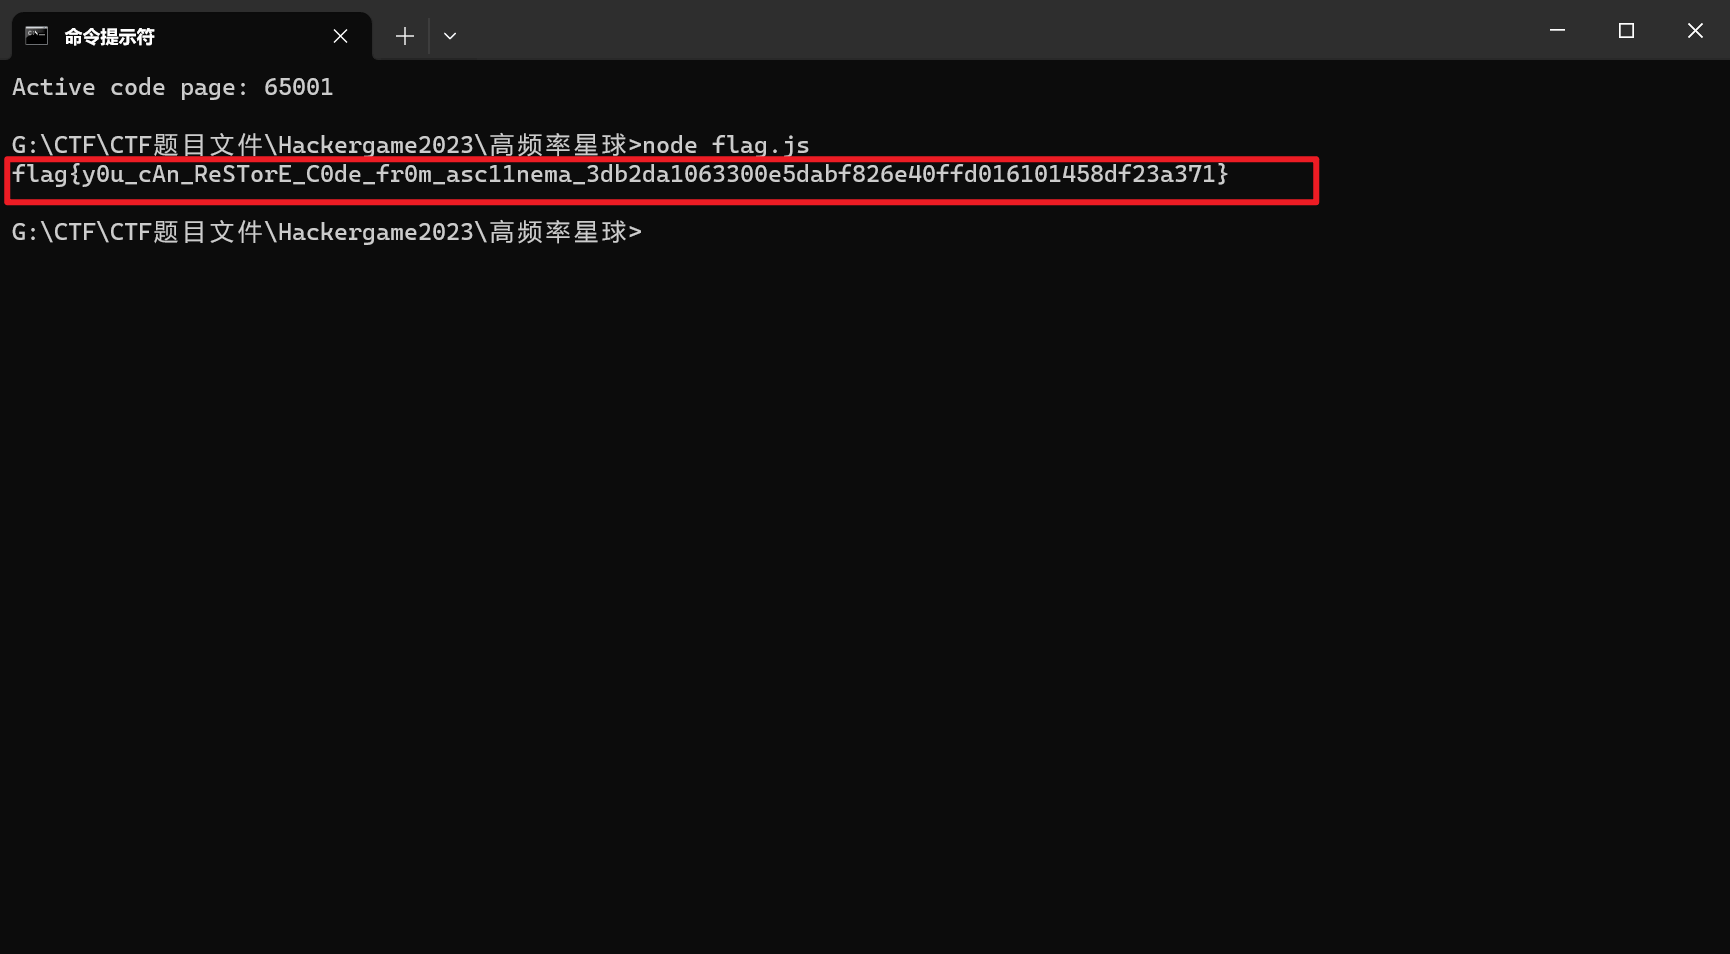 命令提示符
Active code page: 65001
G:\CTF\CTF题目文件\Hackergame2023\高频率星球>node flag.js
flag{y0u_cAn_ReSTorE_C0de_fr0m_asc11nema_3db2da1063300e5dabf826e40ffd016101458df23a371}
G:\CTF\CTF题目文件\Hackergame2023\高频率星球>